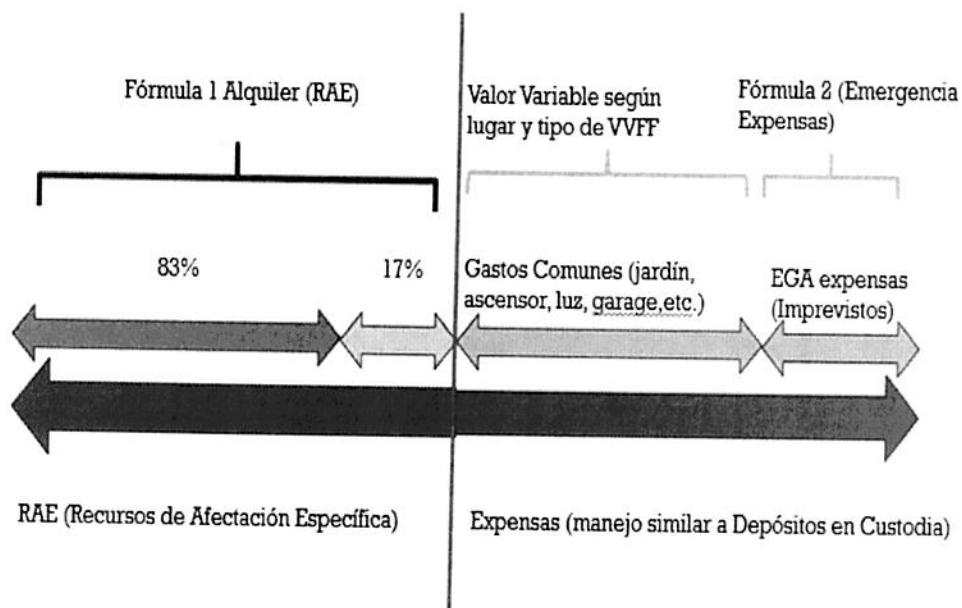 Fórmula 1 Alquiler (RAE)
Valor Variable según
lugar y tipo de VVFF
Fórmula 2 (Emergencia
Expensas)
83%
17%
Gastos Comunes (jardín,
ascensor, luz, garage,etc.)
EGA expensas
(Imprevistos)
RAE (Recursos de Afectación Específica)
Expensas (manejo similar a Depósitos en Custodia)